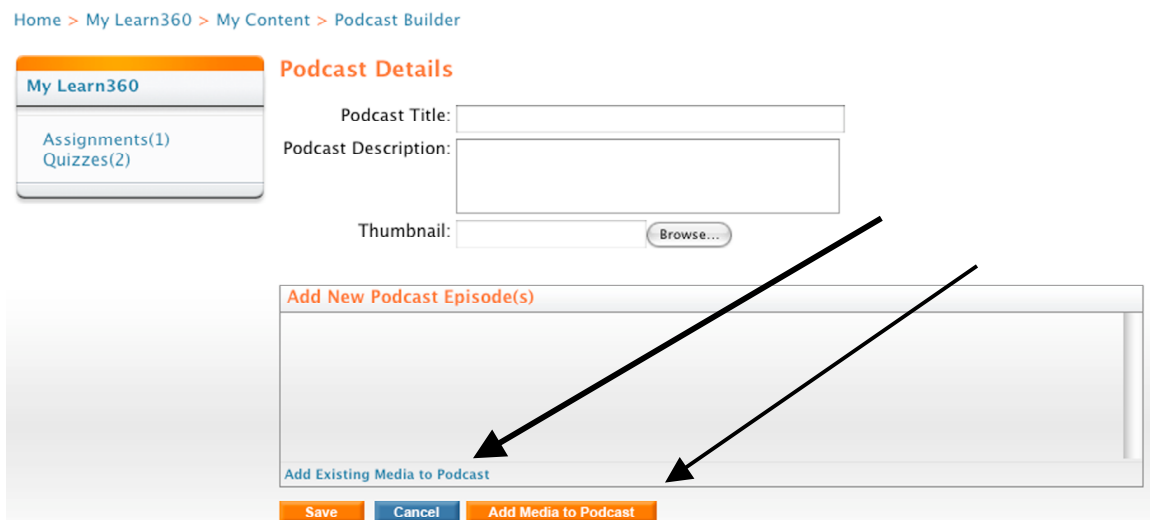 Home > My Learn360 > My Content > Podcast Builder
My Learn360
Assignments(1)
Quizzes(2)
Podcast Details
Podcast Title:
Podcast Description:
Thumbnail:
Browse...
Add New Podcast Episode(s)
Add Existing Media to Podcast
Save
Cancel
Add Media to Podcast